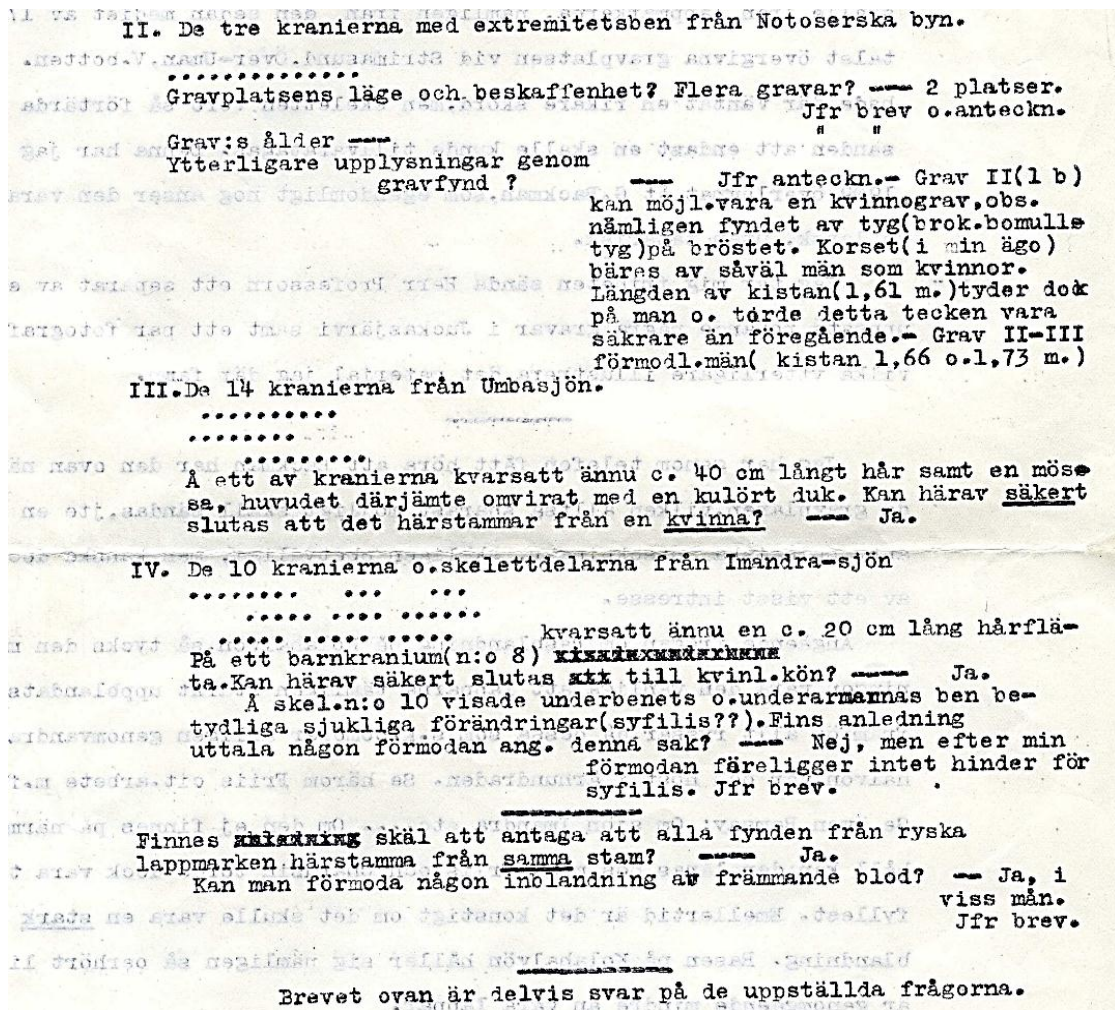 II. De tre kranierna med extremitetsben från Notoserska byn.
...............
Gravplatsens läge och beskaffenhet? Flera gravar? --- 2 platser.
Jfr brev o.anteckn.
Grav:s ålder --- " "
Ytterligare upplysningar genom
gravfynd ? --- Jfr anteckn.- Grav II(1 b)
kan möjl.vara en kvinnograv,obs.
nämligen fyndet av tyg(brok.bomulls
tyg)på bröstet. Korset(i min ägo)
bäres av såväl män som kvinnor.
Längden av kistan(1,61 m.)tyder dock
på man o. torde detta tecken vara
säkrare än föregående.- Grav II-III
förmodl.män( kistan 1,66 o.1,73 m.)
III.De 14 kranierna från Umbasjön.
..........
........
..........
Å ett av kranierna kvarsatt ännu c. 40 cm långt hår samt en mös-
sa, huvudet därjämte omvirat med en kulört duk. Kan härav säkert
slutas att det härstammar från en kvinna? --- Ja.
IV. De 10 kranierna o.skelettdelarna från Imandra-sjön
........ ... ...
.... ... .......
..... .... ...... kvarsatt ännu en c. 20 cm lång hårflä-
På ett barnkranium(n:o 8)
ta.Kan härav säkert slutas till kvinl.kön? --- Ja.
Å skel.n:o 10 visade underbenets o.underarmarnas ben be-
tydliga sjukliga förändringar(syfilis??).Fins anledning
uttala någon förmodan ang. denna sak? --- Nej, men efter min
förmodan föreligger intet hinder för
syfilis. Jfr brev.
Finnes skäl att antaga att alla fynden från ryska
lappmarken härstamma från samma stam? --- Ja.
Kan man förmoda någon inblandning av främmande blod? -- Ja, i
viss mån.
Jfr brev.
Brevet ovan är delvis svar på de uppställda frågorna.